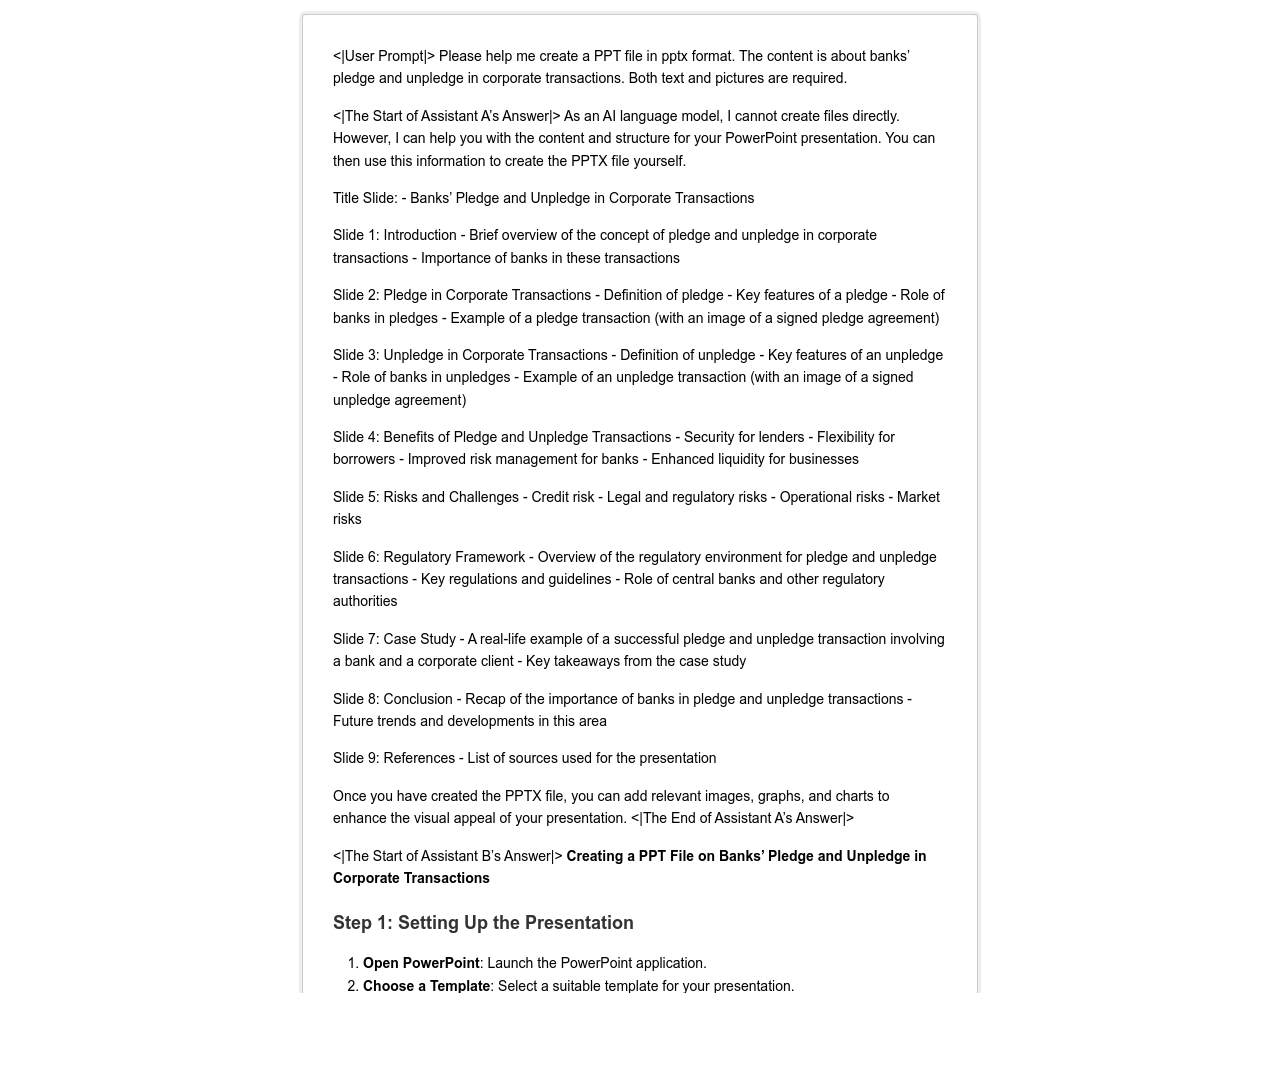 <|User Prompt|> Please help me create a PPT file in pptx format. The content is about banks’
pledge and unpledge in corporate transactions. Both text and pictures are required.
<|The Start of Assistant A’s Answer|> As an AI language model, I cannot create files directly.
However, I can help you with the content and structure for your PowerPoint presentation. You can
then use this information to create the PPTX file yourself.
Title Slide: - Banks’ Pledge and Unpledge in Corporate Transactions
Slide 1: Introduction - Brief overview of the concept of pledge and unpledge in corporate
transactions - Importance of banks in these transactions
Slide 2: Pledge in Corporate Transactions - Definition of pledge - Key features of a pledge - Role of
banks in pledges - Example of a pledge transaction (with an image of a signed pledge agreement)
Slide 3: Unpledge in Corporate Transactions - Definition of unpledge - Key features of an unpledge
- Role of banks in unpledges - Example of an unpledge transaction (with an image of a signed
unpledge agreement)
Slide 4: Benefits of Pledge and Unpledge Transactions - Security for lenders - Flexibility for
borrowers - Improved risk management for banks - Enhanced liquidity for businesses
Slide 5: Risks and Challenges - Credit risk - Legal and regulatory risks - Operational risks - Market
risks
Slide 6: Regulatory Framework - Overview of the regulatory environment for pledge and unpledge
transactions - Key regulations and guidelines - Role of central banks and other regulatory
authorities
Slide 7: Case Study - A real-life example of a successful pledge and unpledge transaction involving
a bank and a corporate client - Key takeaways from the case study
Slide 8: Conclusion - Recap of the importance of banks in pledge and unpledge transactions -
Future trends and developments in this area
Slide 9: References - List of sources used for the presentation
Once you have created the PPTX file, you can add relevant images, graphs, and charts to
enhance the visual appeal of your presentation. <|The End of Assistant A’s Answer|>
<|The Start of Assistant B’s Answer|> Creating a PPT File on Banks’ Pledge and Unpledge in
Corporate Transactions
Step 1: Setting Up the Presentation
1. Open PowerPoint: Launch the PowerPoint application.
2. Choose a Template: Select a suitable template for your presentation.